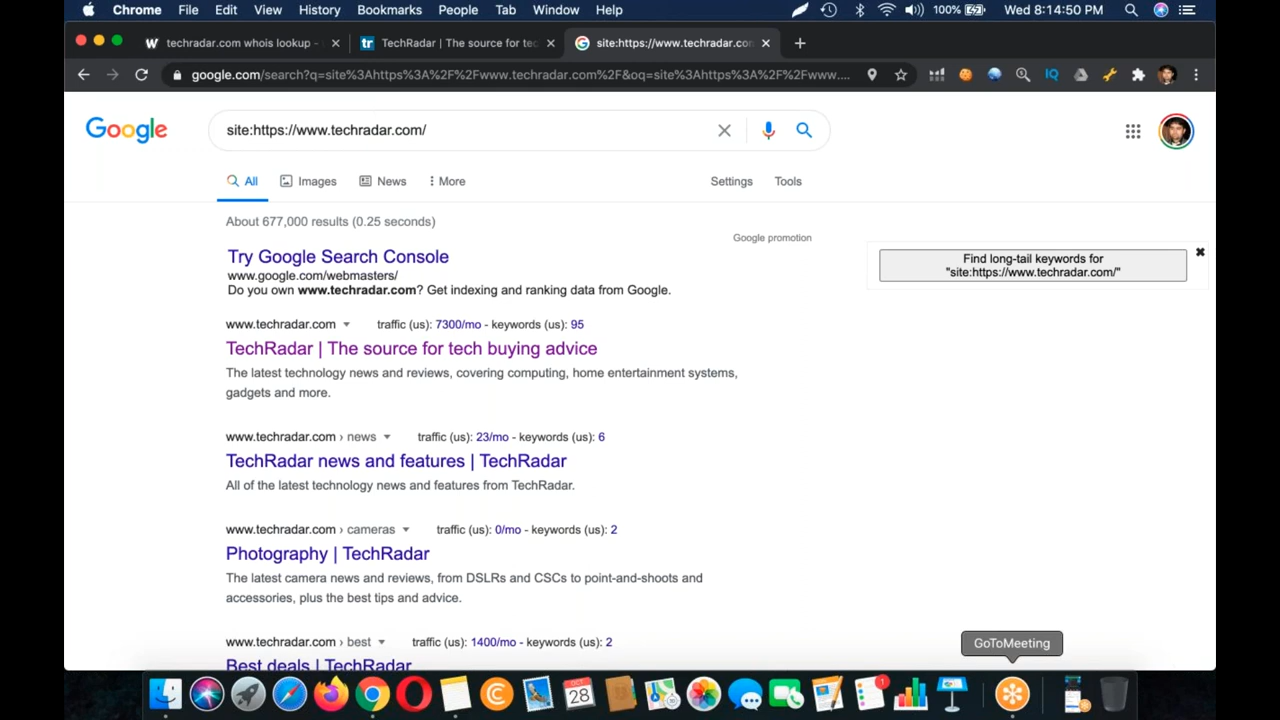 Chrome File Edit View History Bookmarks People Tab Window Help 100% Wed 8:14:50 PM
W techradar.com whois lookup - tr TechRadar | The source for tec site:https://www.techradar.con
google.com/search?q=site%3Ahttps%3A%2F%2Fwww.techradar.com%2F&oq=site%3Ahttps%3A%2F%2Fwww.... IQ
Google site:https://www.techradar.com/
All Images News More Settings Tools
About 677,000 results (0.25 seconds)
Google promotion
Try Google Search Console
www.google.com/webmasters/
Do you own www.techradar.com? Get indexing and ranking data from Google.
Find long-tail keywords for
"site:https://www.techradar.com/"
www.techradar.com traffic (us): 7300/mo - keywords (us): 95
TechRadar | The source for tech buying advice
The latest technology news and reviews, covering computing, home entertainment systems,
gadgets and more.
www.techradar.com › news traffic (us): 23/mo - keywords (us): 6
TechRadar news and features | TechRadar
All of the latest technology news and features from TechRadar.
www.techradar.com › cameras traffic (us): 0/mo - keywords (us): 2
Photography | TechRadar
The latest camera news and reviews, from DSLRs and CSCs to point-and-shoots and
accessories, plus the best tips and advice.
www.techradar.com › best traffic (us): 1400/mo - keywords (us): 2
Best deals | TechRadar
GoToMeeting
OCT
28
1